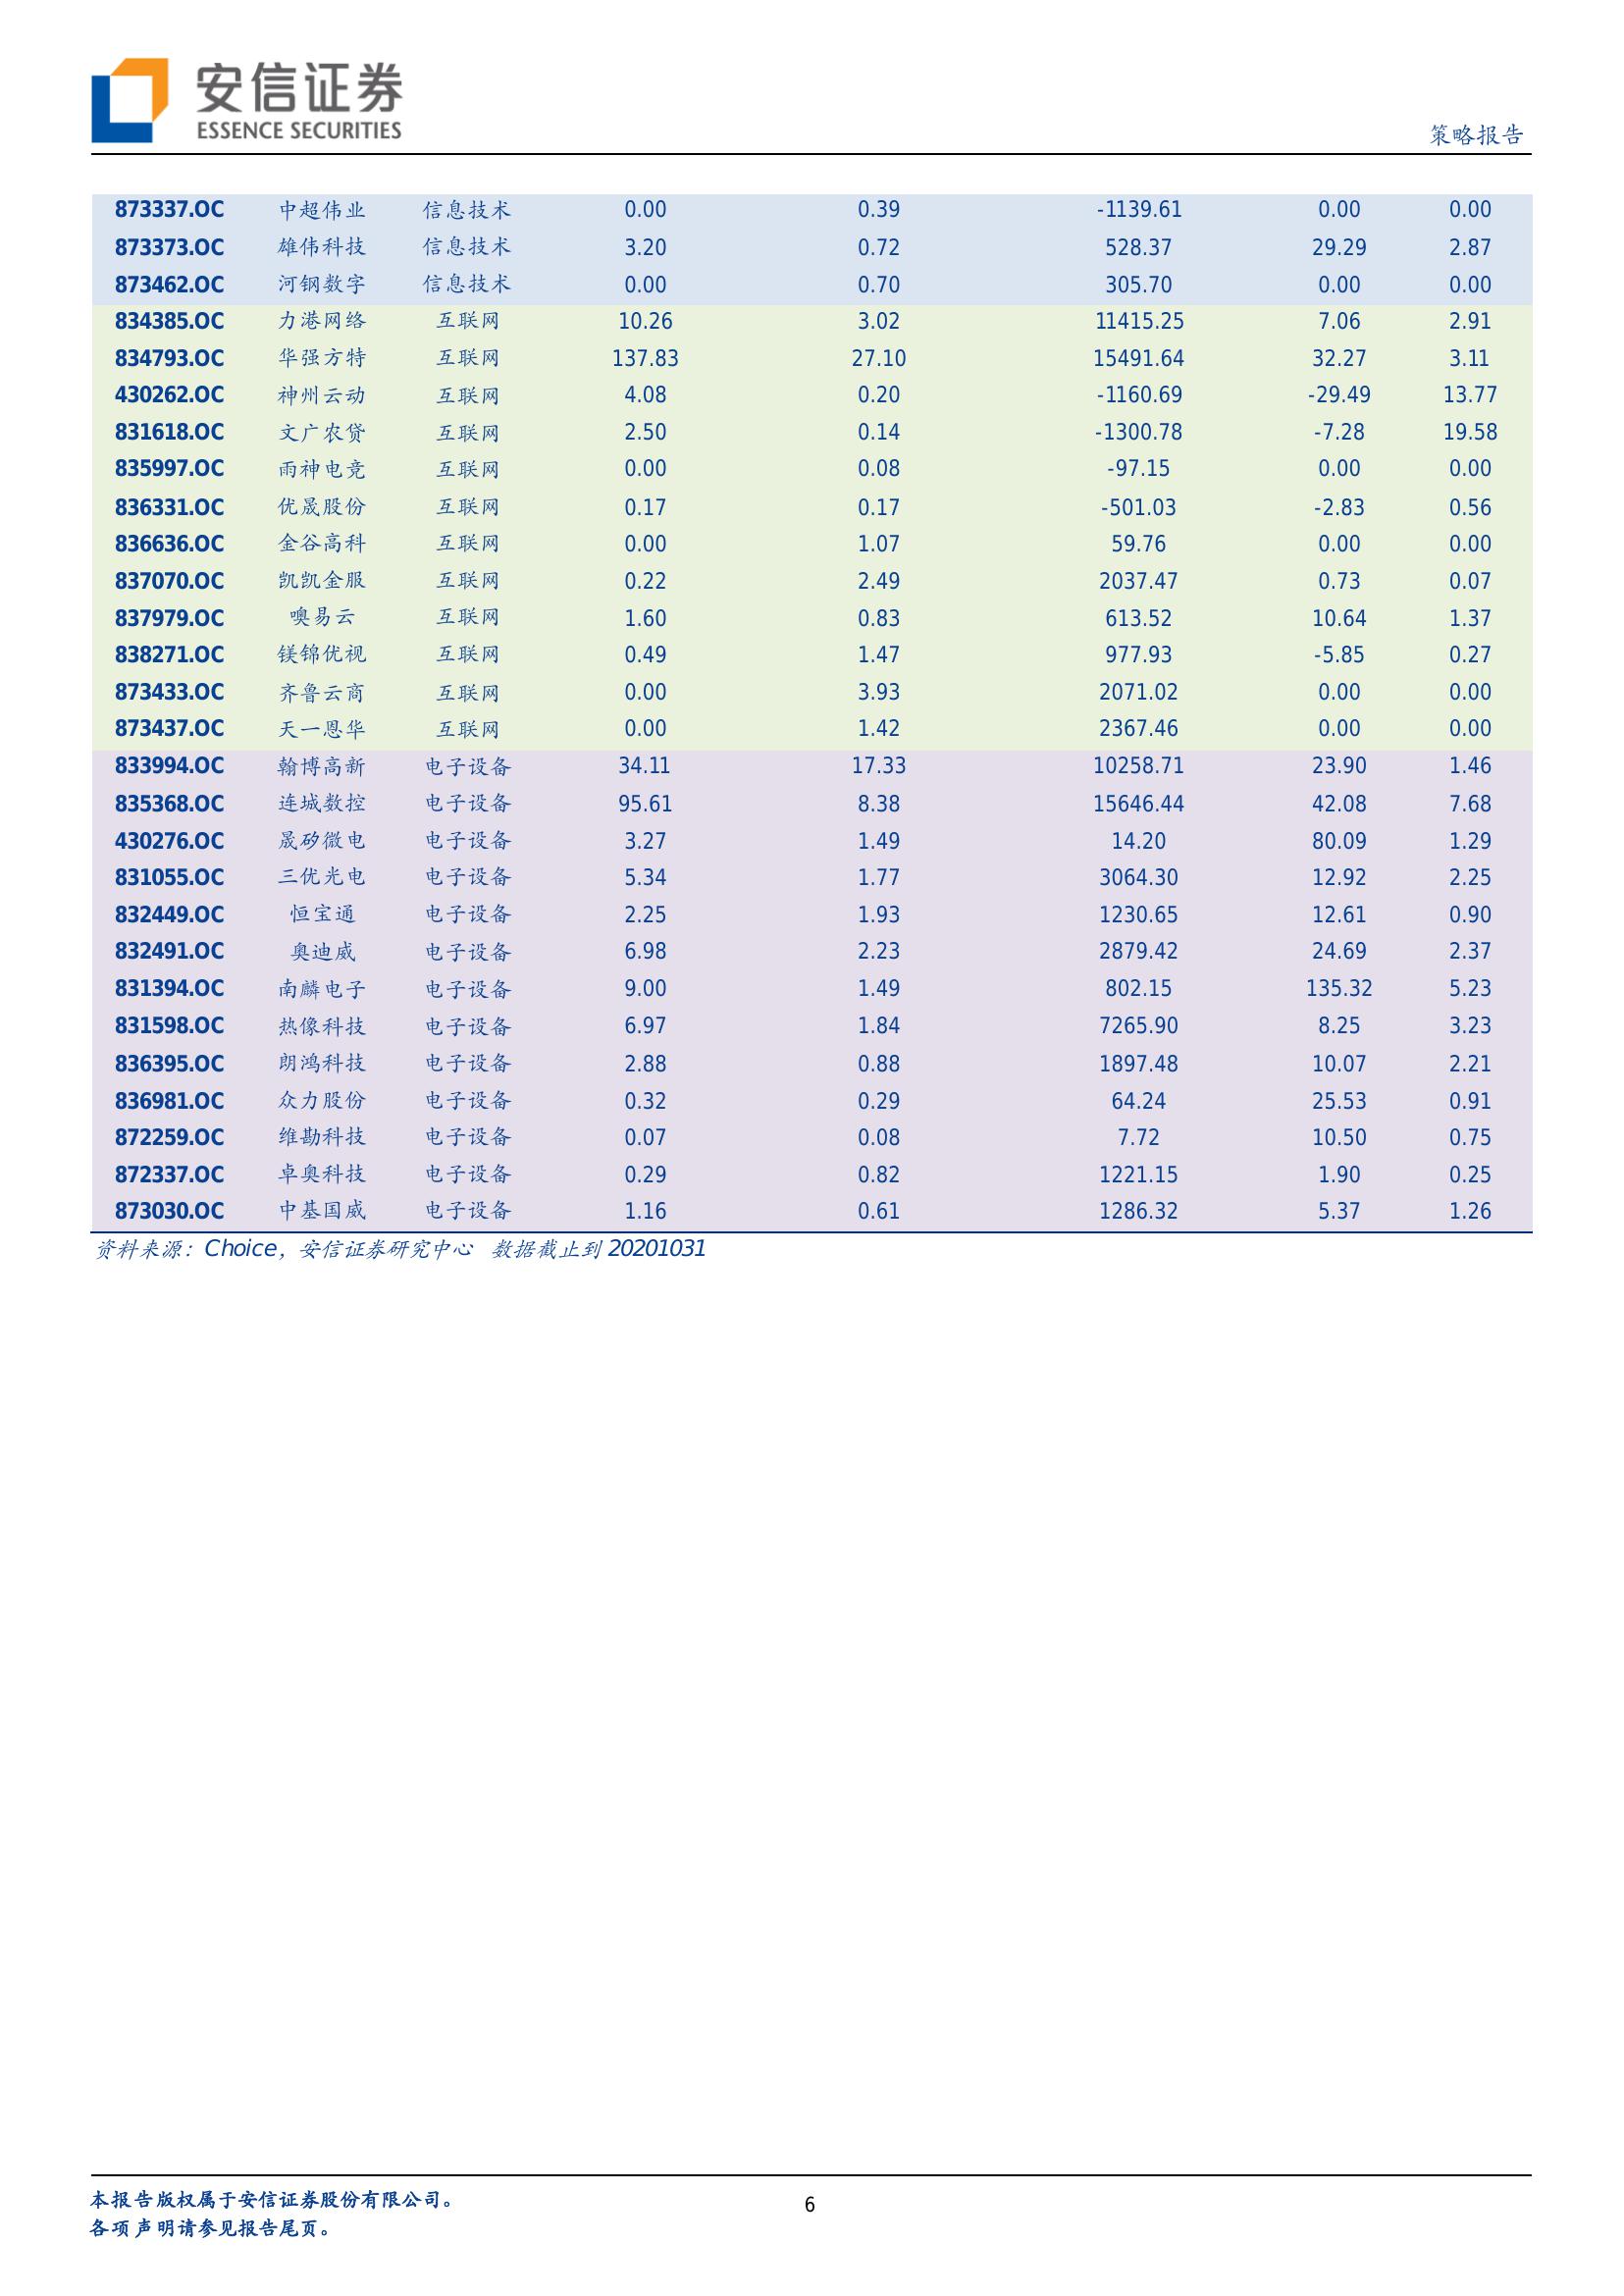 安信证券
ESSENCE SECURITIES
策略报告
873337.OC 中超伟业 信息技术 0.00 0.39 -1139.61 0.00 0.00
873373.OC 雄伟科技 信息技术 3.20 0.72 528.37 29.29 2.87
873462.OC 河钢数字 信息技术 0.00 0.70 305.70 0.00 0.00
834385.OC 力港网络 互联网 10.26 3.02 11415.25 7.06 2.91
834793.OC 华强方特 互联网 137.83 27.10 15491.64 32.27 3.11
430262.OC 神州云动 互联网 4.08 0.20 -1160.69 -29.49 13.77
831618.OC 文广农贷 互联网 2.50 0.14 -1300.78 -7.28 19.58
835997.OC 雨神电竞 互联网 0.00 0.08 -97.15 0.00 0.00
836331.OC 优晟股份 互联网 0.17 0.17 -501.03 -2.83 0.56
836636.OC 金谷高科 互联网 0.00 1.07 59.76 0.00 0.00
837070.OC 凯凯金服 互联网 0.22 2.49 2037.47 0.73 0.07
837979.OC 噢易云 互联网 1.60 0.83 613.52 10.64 1.37
838271.OC 镁锦优视 互联网 0.49 1.47 977.93 -5.85 0.27
873433.OC 齐鲁云商 互联网 0.00 3.93 2071.02 0.00 0.00
873437.OC 天一恩华 互联网 0.00 1.42 2367.46 0.00 0.00
833994.OC 翰博高新 电子设备 34.11 17.33 10258.71 23.90 1.46
835368.OC 连城数控 电子设备 95.61 8.38 15646.44 42.08 7.68
430276.OC 晟矽微电 电子设备 3.27 1.49 14.20 80.09 1.29
831055.OC 三优光电 电子设备 5.34 1.77 3064.30 12.92 2.25
832449.OC 恒宝通 电子设备 2.25 1.93 1230.65 12.61 0.90
832491.OC 奥迪威 电子设备 6.98 2.23 2879.42 24.69 2.37
831394.OC 南麟电子 电子设备 9.00 1.49 802.15 135.32 5.23
831598.OC 热像科技 电子设备 6.97 1.84 7265.90 8.25 3.23
836395.OC 朗鸿科技 电子设备 2.88 0.88 1897.48 10.07 2.21
836981.OC 众力股份 电子设备 0.32 0.29 64.24 25.53 0.91
872259.OC 维勘科技 电子设备 0.07 0.08 7.72 10.50 0.75
872337.OC 卓奥科技 电子设备 0.29 0.82 1221.15 1.90 0.25
873030.OC 中基国威 电子设备 1.16 0.61 1286.32 5.37 1.26
资料来源：Choice，安信证券研究中心 数据截止到 20201031
本报告版权属于安信证券股份有限公司。
6
各项声明请参见报告尾页。